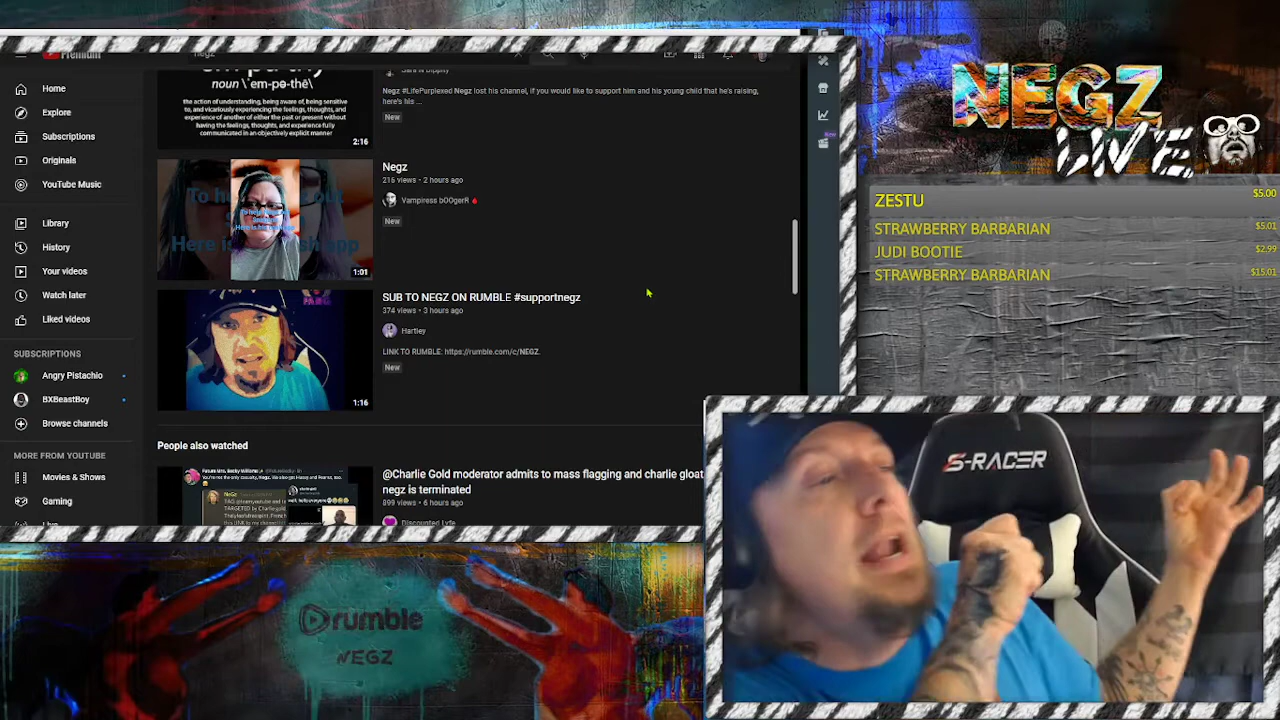 Premium
negz
Home
Explore
Subscriptions
Originals
YouTube Music
Library
History
Your videos
Watch later
Liked videos
SUBSCRIPTIONS
Angry Pistachio
BXBeastBoy
Browse channels
MORE FROM YOUTUBE
Movies & Shows
Gaming
noun \'em-pə-thē\
the action of understanding, being aware of, being sensitive
to, and vicariously experiencing the feelings, thoughts, and
experience of another of either the past or present without
having the feelings, thoughts, and experience fully
communicated in an objectively explicit manner
2:16
Negz #LifePurplexed Negz lost his channel, if you would like to support him and his young child that he's raising,
here's his ...
New
Negz
216 views • 2 hours ago
Vampiress b00gerR
New
1:01
SUB TO NEGZ ON RUMBLE #supportnegz
374 views • 3 hours ago
Hartley
LINK TO RUMBLE: https://rumble.com/c/NEGZ.
New
1:16
People also watched
@Charlie Gold moderator admits to mass flagging and charlie gloat
negz is terminated
899 views • 6 hours ago
Discounted Lyfe
New
NEGZ
LIVE
ZESTU $5.00
STRAWBERRY BARBARIAN $5.01
JUDI BOOTIE $2.99
STRAWBERRY BARBARIAN $15.01
S-RACER
rumble
NEGZ